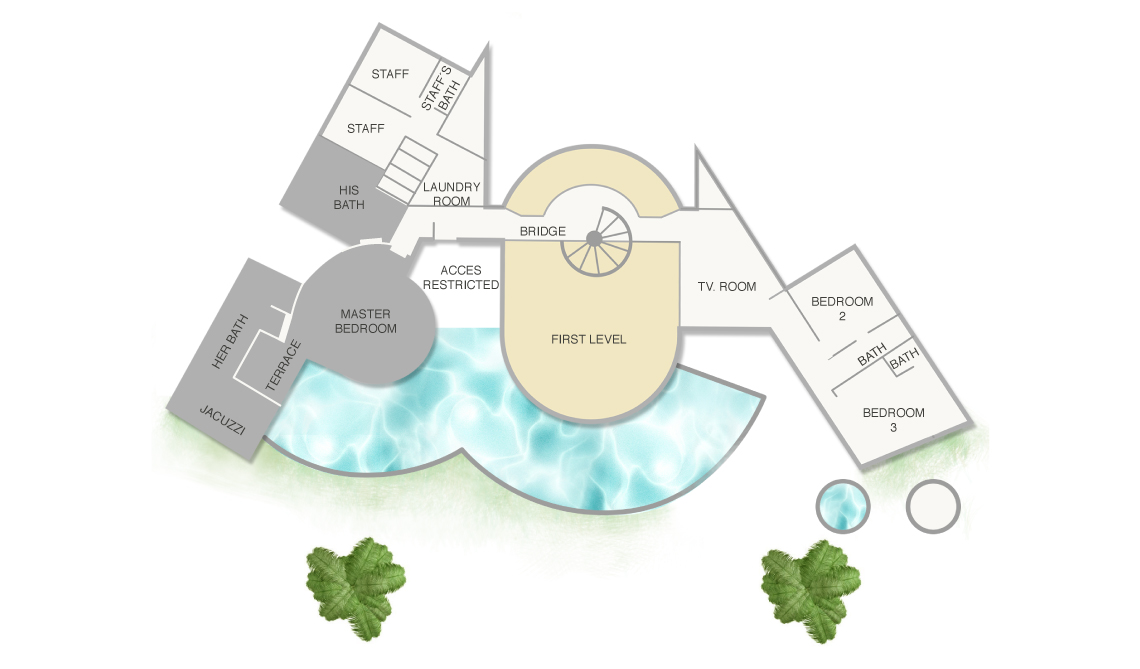 STAFF
STAFF'S
BATH
STAFF
HIS
BATH
LAUNDRY
ROOM
BRIDGE
ACCES
RESTRICTED
TV. ROOM
BEDROOM
2
MASTER
BEDROOM
FIRST LEVEL
HER BATH
TERRACE
BATH
BATH
JACUZZI
BEDROOM
3